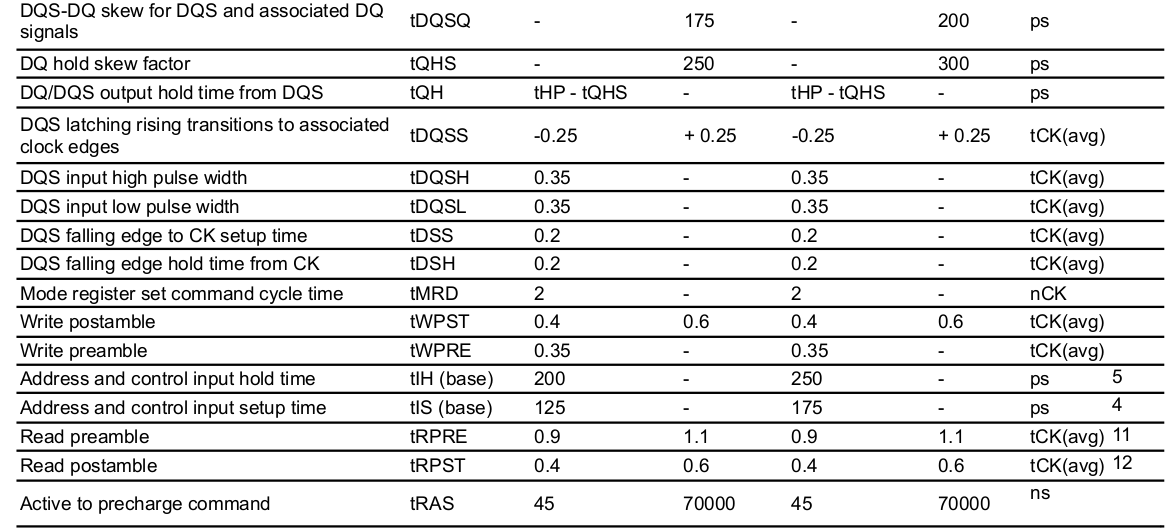 DQS-DQ skew for DQS and associated DQ
signals tDQSQ - 175 - 200 ps
DQ hold skew factor tQHS - 250 - 300 ps
DQ/DQS output hold time from DQS tQH tHP - tQHS - tHP - tQHS - ps
DQS latching rising transitions to associated
clock edges tDQSS -0.25 + 0.25 -0.25 + 0.25 tCK(avg)
DQS input high pulse width tDQSH 0.35 - 0.35 - tCK(avg)
DQS input low pulse width tDQSL 0.35 - 0.35 - tCK(avg)
DQS falling edge to CK setup time tDSS 0.2 - 0.2 - tCK(avg)
DQS falling edge hold time from CK tDSH 0.2 - 0.2 - tCK(avg)
Mode register set command cycle time tMRD 2 - 2 - nCK
Write postamble tWPST 0.4 0.6 0.4 0.6 tCK(avg)
Write preamble tWPRE 0.35 - 0.35 - tCK(avg)
Address and control input hold time tIH (base) 200 - 250 - ps 5
Address and control input setup time tIS (base) 125 - 175 - ps 4
Read preamble tRPRE 0.9 1.1 0.9 1.1 tCK(avg) 11
Read postamble tRPST 0.4 0.6 0.4 0.6 tCK(avg) 12
Active to precharge command tRAS 45 70000 45 70000 ns